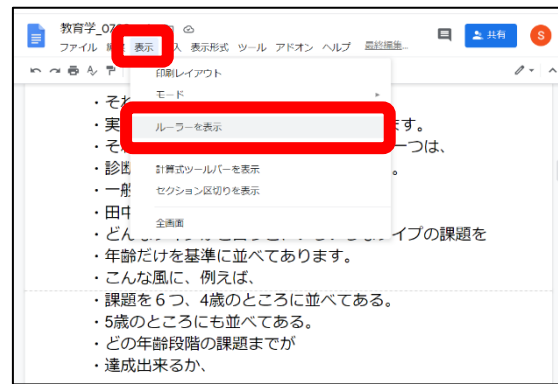 教育学_07
ファイル 表示 表示形式 ツール アドオン ヘルプ 最終編集...
共有
S
印刷レイアウト
モード
ルーラーを表示
計算式ツールバーを表示
セクション区切りを表示
全画面
・それ
・実 ます。
・そ 一つは、
・診断 。
・一般
・田中
・どん イプの課題を
・年齢だけを基準に並べてあります。
・こんな風に、例えば、
・課題を６つ、4歳のところに並べてある。
・5歳のところにも並べてある。
・どの年齢段階の課題までが
・達成出来るか、